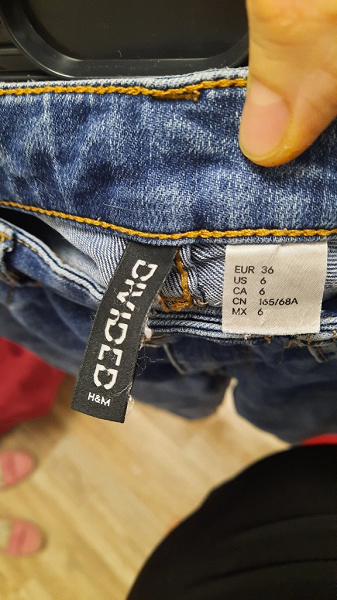 DIVIDED
H&M
EUR 36
US 6
CA 6
CN 165/68A
MX 6